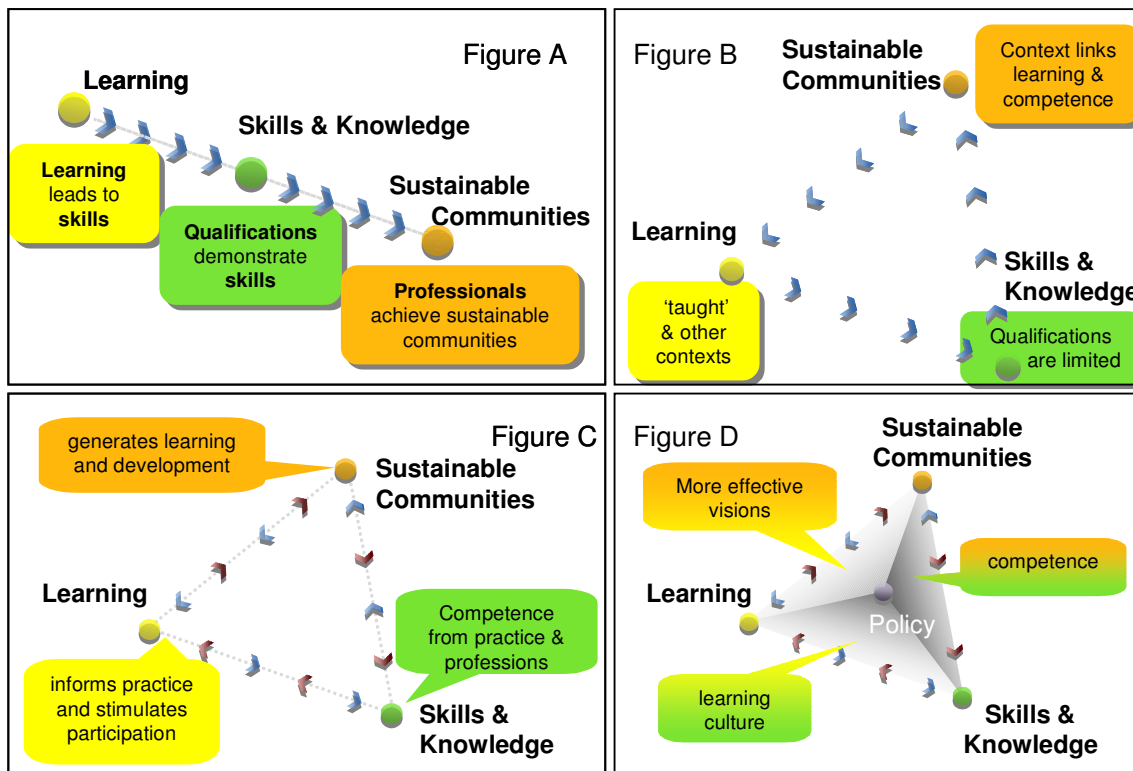 Figure A
Learning
Skills & Knowledge
Sustainable
Communities
Learning
leads to
skills
Qualifications
demonstrate
skills
Professionals
achieve sustainable
communities
Figure B
Sustainable
Communities
Context links
learning &
competence
Learning
'taught'
& other
contexts
Skills &
Knowledge
Qualifications
are limited
Figure C
generates learning
and development
Sustainable
Communities
Learning
informs practice
and stimulates
participation
Competence
from practice &
professions
Skills &
Knowledge
Figure D
Sustainable
Communities
More effective
visions
competence
Learning
Policy
learning
culture
Skills &
Knowledge